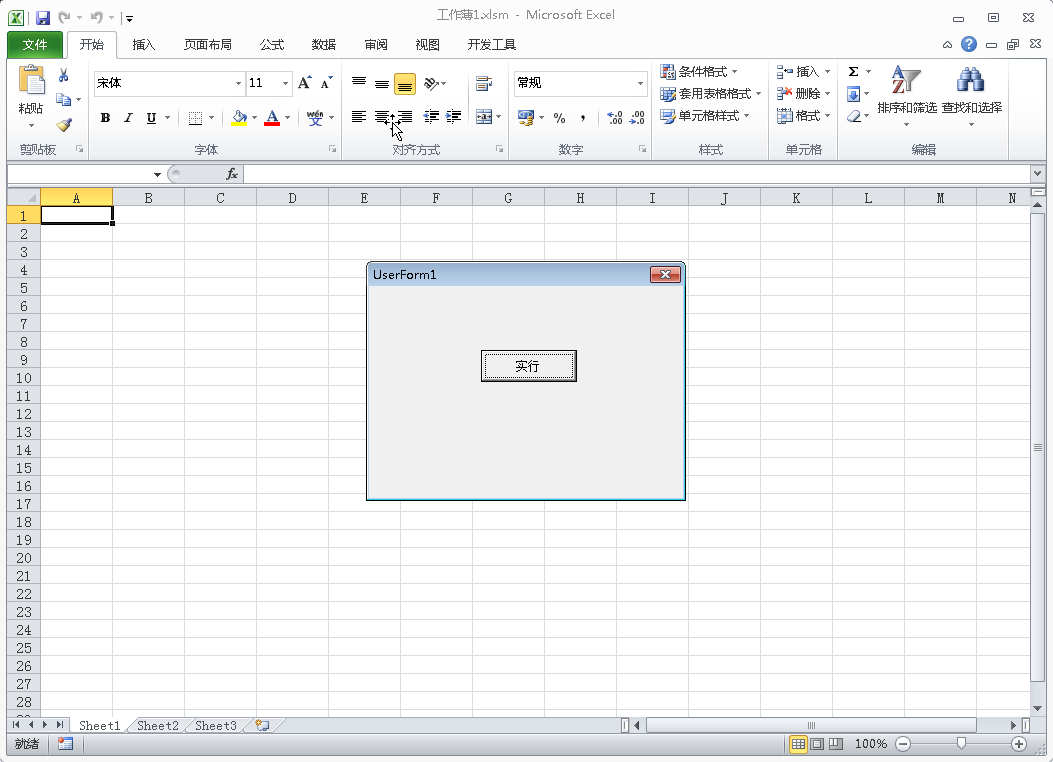 工作簿1.xlsm - Microsoft Excel
文件 开始 插入 页面布局 公式 数据 审阅 视图 开发工具
粘贴 宋体 11 A A 常规 条件格式 插入 Σ
套用表格格式 删除 排序和筛选 查找和选择
B I U A wén 文 % , .00 .00 单元格样式 格式
剪贴板 字体 对齐方式 数字 样式 单元格 编辑
fx
A B C D E F G H I J K L M N
1
2
3
4
UserForm1
5
6
7
8
9
实行
10
11
12
13
14
15
16
17
18
19
20
21
22
23
24
25
26
27
28
Sheet1 Sheet2 Sheet3
就绪 100%